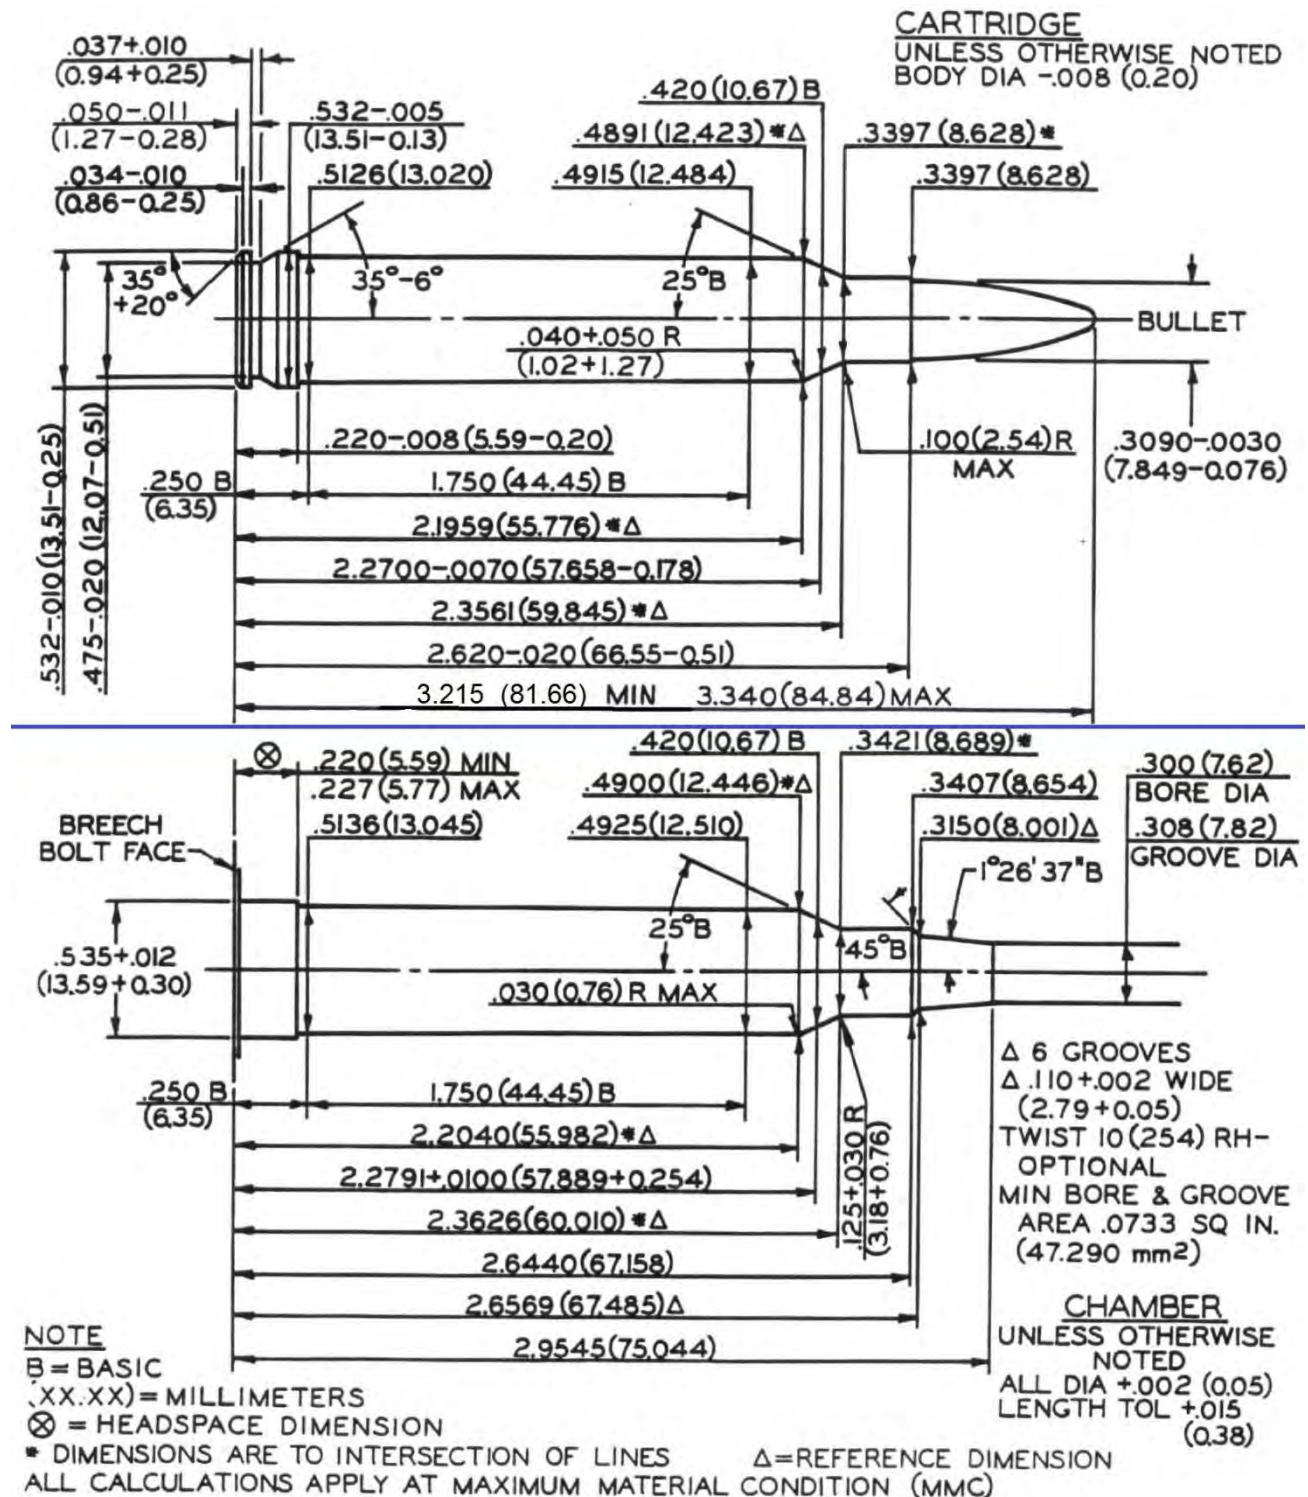 CARTRIDGE
UNLESS OTHERWISE NOTED
BODY DIA -.008 (0.20)
.037+.010
(0.94+0.25)
.050-.011
(1.27-0.28)
.034-.010
(0.86-0.25)
.532-.005
(13.51-0.13)
.5126(13.020)
.420(10.67) B
.4891(12.423)*Δ
.4915(12.484)
.3397(8.628)*
.3397(8.628)
35°
+20°
35°-6°
25°B
BULLET
.040+.050 R
(1.02+1.27)
.532-.010(13.51-0.25)
.475-.020(12.07-0.51)
.220-.008(5.59-0.20)
.100(2.54)R
MAX
.3090-.0030
(7.849-0.076)
.250 B
(6.35)
1.750(44.45)B
2.1959(55.776)*Δ
2.2700-.0070(57.658-0.178)
2.3561(59.845)*Δ
2.620-.020(66.55-0.51)
3.215 (81.66) MIN 3.340(84.84)MAX
⊗
.220(5.59) MIN
.227(5.77) MAX
.5136(13.045)
.420(10.67) B
.4900(12.446)*Δ
.4925(12.510)
.3421(8.689)*
.3407(8.654)
.3150(8.001)Δ
1°26'37"B
.300(7.62)
BORE DIA
.308(7.82)
GROOVE DIA
BREECH
BOLT FACE
25°B
45°B
*
.535+.012
(13.59+0.30)
.030(0.76)R MAX
.250 B
(6.35)
1.750(44.45)B
2.2040(55.982)*Δ
2.2791+.0100(57.889+0.254)
2.3626(60.010)*Δ
.125+.030 R
(3.18+0.76)
2.6440(67.158)
2.6569(67.485)Δ
2.9545(75.044)
Δ 6 GROOVES
Δ .110+.002 WIDE
(2.79+0.05)
TWIST 10(254) RH-
OPTIONAL
MIN BORE & GROOVE
AREA .0733 SQ IN.
(47.290 mm2)
CHAMBER
UNLESS OTHERWISE
NOTED
ALL DIA +.002 (0.05)
LENGTH TOL +.015
(0.38)
NOTE
B = BASIC
(XX.XX) = MILLIMETERS
⊗ = HEADSPACE DIMENSION
* DIMENSIONS ARE TO INTERSECTION OF LINES Δ=REFERENCE DIMENSION
ALL CALCULATIONS APPLY AT MAXIMUM MATERIAL CONDITION (MMC)